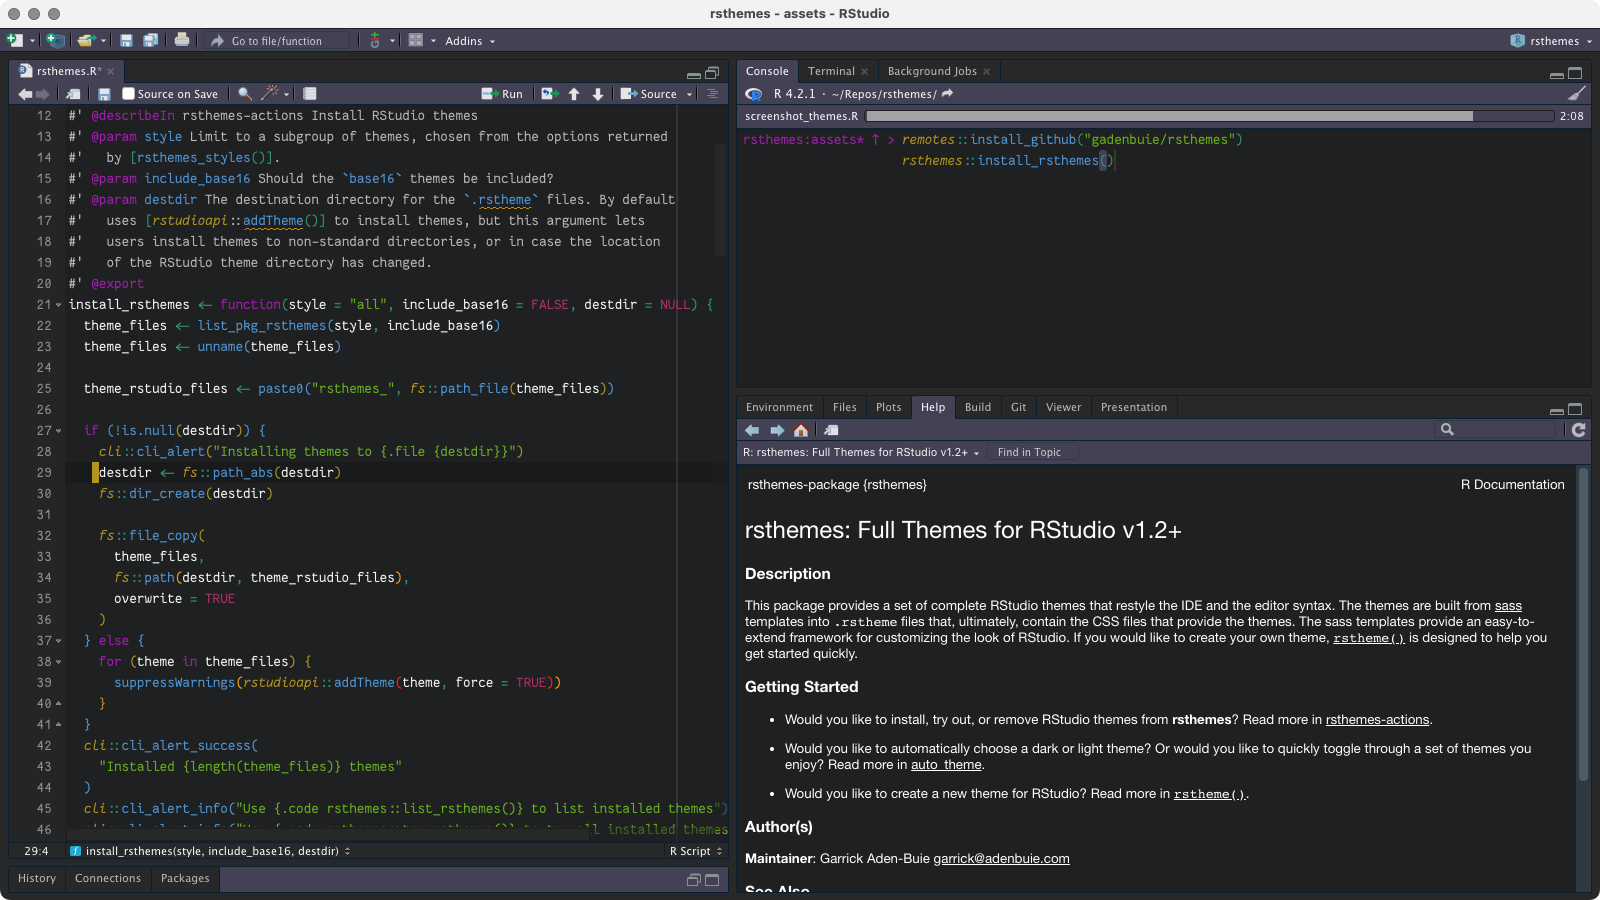 rsthemes - assets - RStudio
Go to file/function
Addins
rsthemes
rsthemes.R*
Source on Save
Run
Source
12 #' @describeIn rsthemes-actions Install RStudio themes
13 #' @param style Limit to a subgroup of themes, chosen from the options returned
14 #'   by [rsthemes_styles()].
15 #' @param include_base16 Should the `base16` themes be included?
16 #' @param destdir The destination directory for the `.rstheme` files. By default
17 #'   uses [rstudioapi::addTheme()] to install themes, but this argument lets
18 #'   users install themes to non-standard directories, or in case the location
19 #'   of the RStudio theme directory has changed.
20 #' @export
21 install_rsthemes <- function(style = "all", include_base16 = FALSE, destdir = NULL) {
22   theme_files <- list_pkg_rsthemes(style, include_base16)
23   theme_files <- unname(theme_files)
24
25   theme_rstudio_files <- paste0("rsthemes_", fs::path_file(theme_files))
26
27   if (!is.null(destdir)) {
28     cli::cli_alert("Installing themes to {.file {destdir}}")
29     destdir <- fs::path_abs(destdir)
30     fs::dir_create(destdir)
31
32     fs::file_copy(
33       theme_files,
34       fs::path(destdir, theme_rstudio_files),
35       overwrite = TRUE
36     )
37   } else {
38     for (theme in theme_files) {
39       suppressWarnings(rstudioapi::addTheme(theme, force = TRUE))
40     }
41   }
42   cli::cli_alert_success(
43     "Installed {length(theme_files)} themes"
44   )
45   cli::cli_alert_info("Use {.code rsthemes::list_rsthemes()} to list installed themes")
46
29:4 install_rsthemes(style, include_base16, destdir) R Script
History Connections Packages
Console Terminal Background Jobs
R 4.2.1 · ~/Repos/rsthemes/
screenshot_themes.R 2:08
rsthemes:assets* ↑ > remotes::install_github("gadenbuie/rsthemes")
rsthemes::install_rsthemes()
Environment Files Plots Help Build Git Viewer Presentation
R: rsthemes: Full Themes for RStudio v1.2+ Find in Topic
rsthemes-package {rsthemes} R Documentation
rsthemes: Full Themes for RStudio v1.2+
Description
This package provides a set of complete RStudio themes that restyle the IDE and the editor syntax. The themes are built from sass
templates into .rstheme files that, ultimately, contain the CSS files that provide the themes. The sass templates provide an easy-to-
extend framework for customizing the look of RStudio. If you would like to create your own theme, rstheme() is designed to help you
get started quickly.
Getting Started
• Would you like to install, try out, or remove RStudio themes from rsthemes? Read more in rsthemes-actions.
• Would you like to automatically choose a dark or light theme? Or would you like to quickly toggle through a set of themes you
enjoy? Read more in auto_theme.
• Would you like to create a new theme for RStudio? Read more in rstheme().
Author(s)
Maintainer: Garrick Aden-Buie garrick@adenbuie.com
See Also